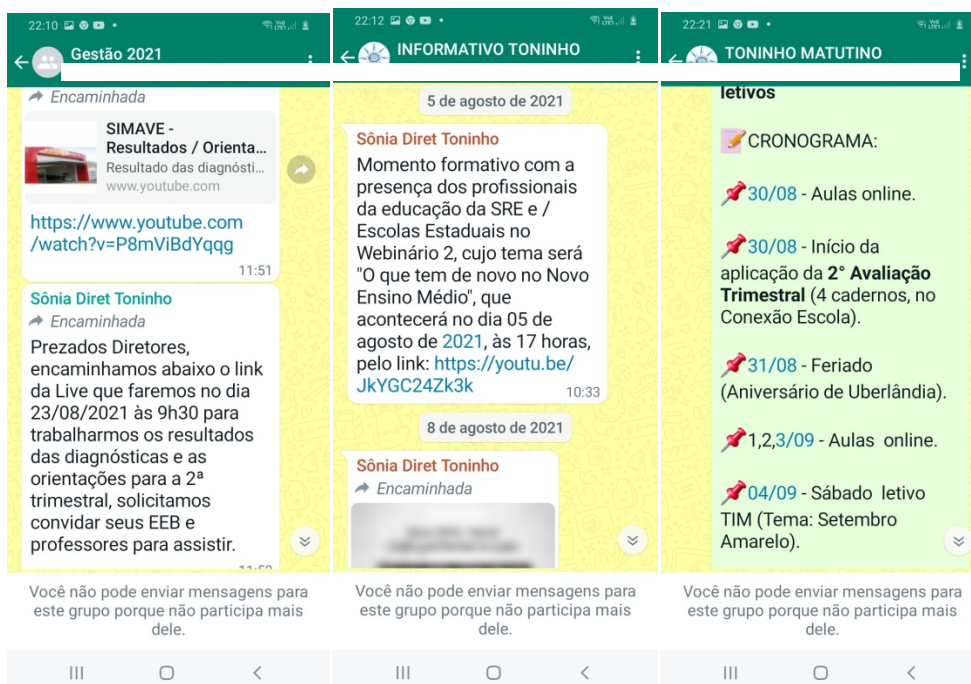 22:10
Gestão 2021
Encaminhada
SIMAVE -
Resultados / Orienta...
Resultado das diagnósti...
www.youtube.com
https://www.youtube.com
/watch?v=P8mViBdYqqg
11:51
Sônia Diret Toninho
Encaminhada
Prezados Diretores,
encaminhamos abaixo o link
da Live que faremos no dia
23/08/2021 às 9h30 para
trabalharmos os resultados
das diagnósticas e as
orientações para a 2ª
trimestral, solicitamos
convidar seus EEB e
professores para assistir.
Você não pode enviar mensagens para
este grupo porque não participa mais
dele.
22:12
INFORMATIVO TONINHO
5 de agosto de 2021
Sônia Diret Toninho
Momento formativo com a
presença dos profissionais
da educação da SRE e /
Escolas Estaduais no
Webinário 2, cujo tema será
"O que tem de novo no Novo
Ensino Médio", que
acontecerá no dia 05 de
agosto de 2021, às 17 horas,
pelo link: https://youtu.be/
JkYGC24Zk3k
10:33
8 de agosto de 2021
Sônia Diret Toninho
Encaminhada
Você não pode enviar mensagens para
este grupo porque não participa mais
dele.
22:21
TONINHO MATUTINO
letivos
CRONOGRAMA:
30/08 - Aulas online.
30/08 - Início da
aplicação da 2° Avaliação
Trimestral (4 cadernos, no
Conexão Escola).
31/08 - Feriado
(Aniversário de Uberlândia).
1,2,3/09 - Aulas online.
04/09 - Sábado letivo
TIM (Tema: Setembro
Amarelo).
Você não pode enviar mensagens para
este grupo porque não participa mais
dele.